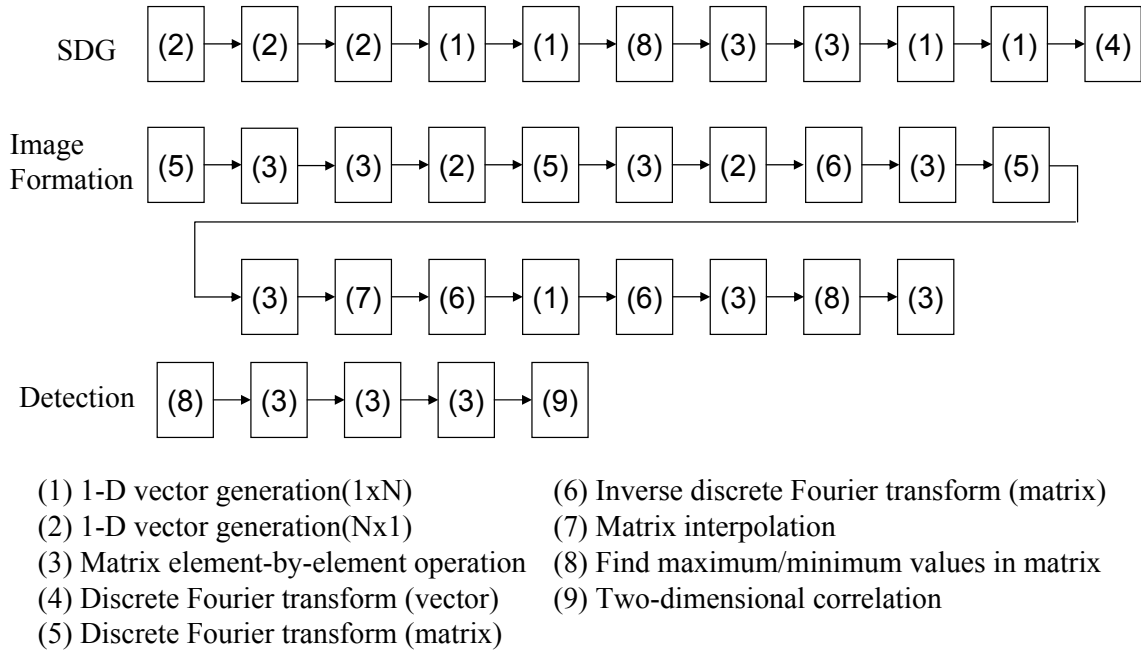 SDG (2) (2) (2) (1) (1) (8) (3) (3) (1) (1) (4)
Image
Formation (5) (3) (3) (2) (5) (3) (2) (6) (3) (5)
(3) (7) (6) (1) (6) (3) (8) (3)
Detection (8) (3) (3) (3) (9)
(1) 1-D vector generation(1xN)
(2) 1-D vector generation(Nx1)
(3) Matrix element-by-element operation
(4) Discrete Fourier transform (vector)
(5) Discrete Fourier transform (matrix)
(6) Inverse discrete Fourier transform (matrix)
(7) Matrix interpolation
(8) Find maximum/minimum values in matrix
(9) Two-dimensional correlation